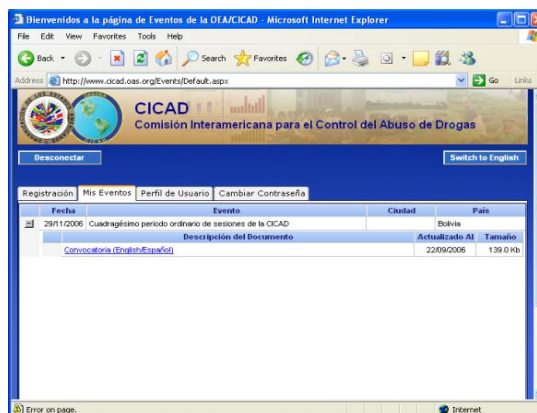 Bienvenidos a la página de Eventos de la OEA/CICAD - Microsoft Internet Explorer
File Edit View Favorites Tools Help
Back Search Favorites
Address http://www.cicad.oas.org/Events/Default.aspx Go Links
CICAD
Comisión Interamericana para el Control del Abuso de Drogas
Desconectar Switch to English
Registración Mis Eventos Perfil de Usuario Cambiar Contraseña
Fecha Evento Ciudad País
29/11/2006 Cuadragésimo periodo ordinario de sesiones de la CICAD Bolivia
Descripción del Documento Actualizado Al Tamaño
Convocatoria (English/Español) 22/09/2006 139.0 Kb
Error on page. Internet